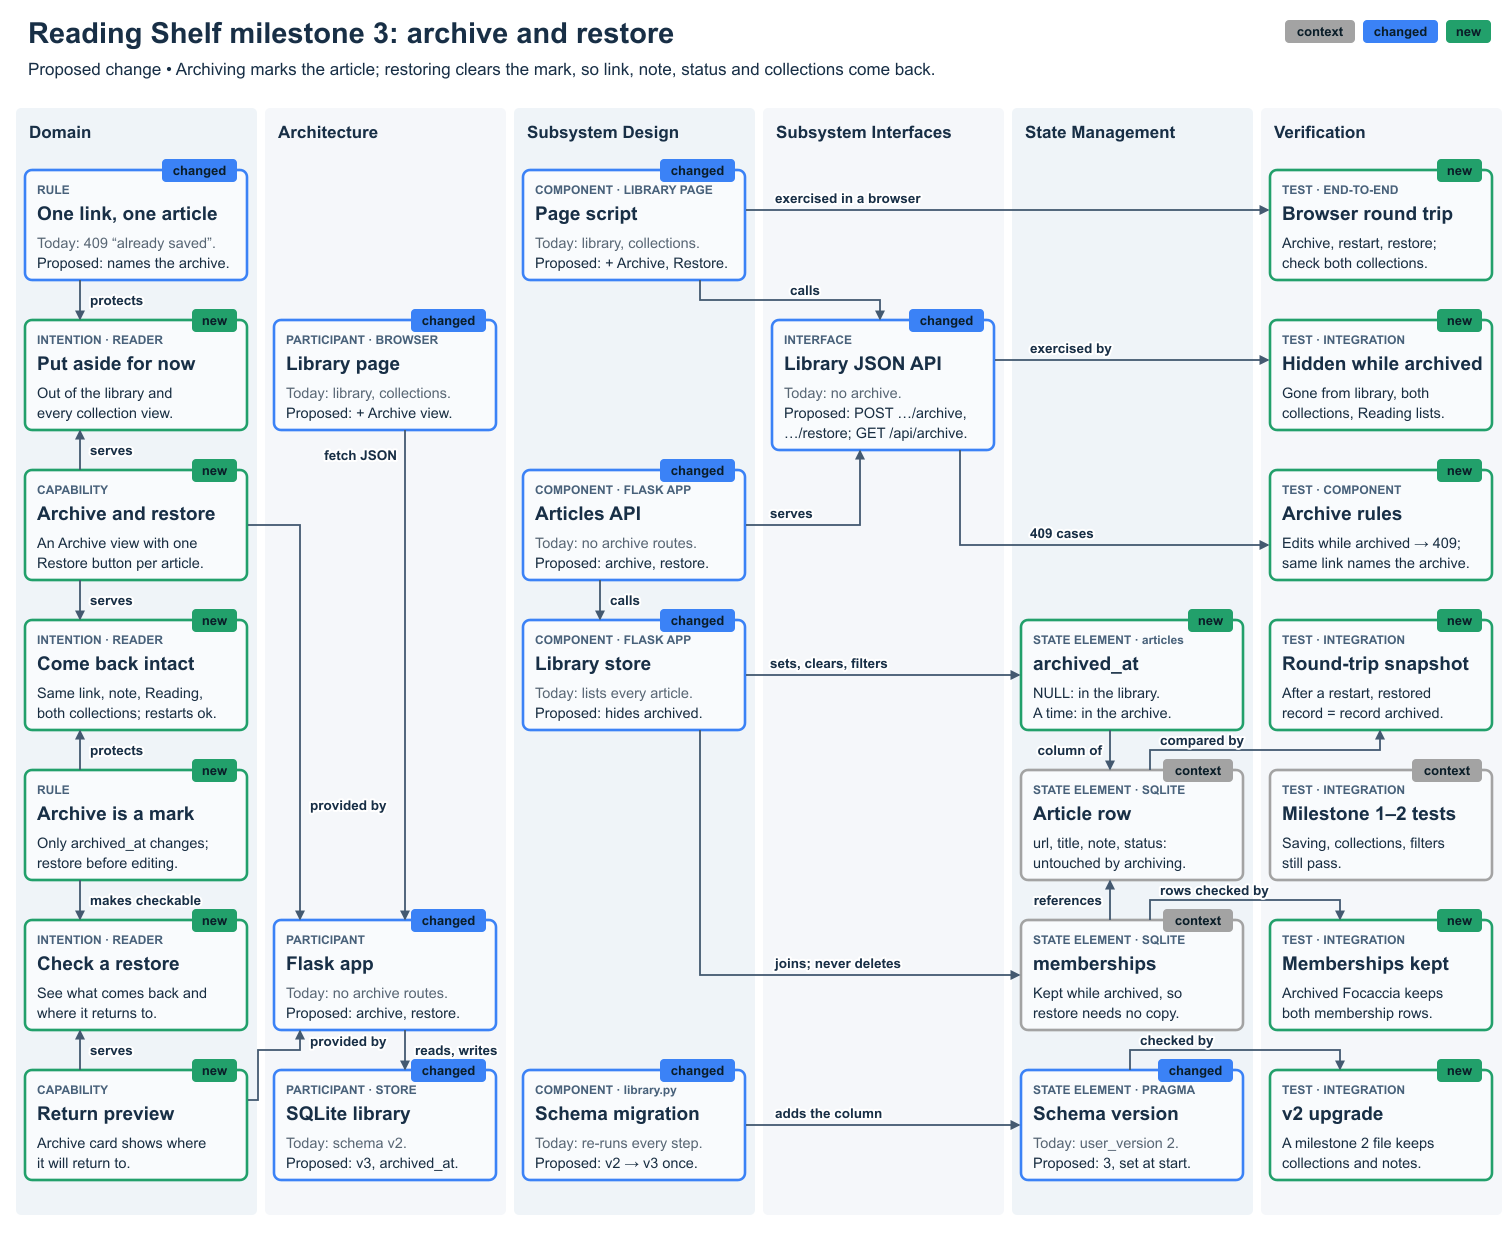 Reading Shelf milestone 3: archive and restore
context
changed
new
Proposed change • Archiving marks the article; restoring clears the mark, so link, note, status and collections come back.
Domain
changed
RULE
One link, one article
Today: 409 “already saved”.
Proposed: names the archive.
protects
new
INTENTION · READER
Put aside for now
Out of the library and
every collection view.
serves
new
CAPABILITY
Archive and restore
An Archive view with one
Restore button per article.
serves
new
INTENTION · READER
Come back intact
Same link, note, Reading,
both collections; restarts ok.
protects
new
RULE
Archive is a mark
Only archived_at changes;
restore before editing.
makes checkable
new
INTENTION · READER
Check a restore
See what comes back and
where it returns to.
serves
new
CAPABILITY
Return preview
Archive card shows where
it will return to.
Architecture
changed
PARTICIPANT · BROWSER
Library page
Today: library, collections.
Proposed: + Archive view.
fetch JSON
provided by
changed
PARTICIPANT
Flask app
Today: no archive routes.
Proposed: archive, restore.
provided by
reads, writes
changed
PARTICIPANT · STORE
SQLite library
Today: schema v2.
Proposed: v3, archived_at.
Subsystem Design
changed
COMPONENT · LIBRARY PAGE
Page script
Today: library, collections.
Proposed: + Archive, Restore.
exercised in a browser
calls
changed
COMPONENT · FLASK APP
Articles API
Today: no archive routes.
Proposed: archive, restore.
serves
calls
changed
COMPONENT · FLASK APP
Library store
Today: lists every article.
Proposed: hides archived.
sets, clears, filters
joins; never deletes
changed
COMPONENT · library.py
Schema migration
Today: re-runs every step.
Proposed: v2 → v3 once.
adds the column
Subsystem Interfaces
changed
INTERFACE
Library JSON API
Today: no archive.
Proposed: POST …/archive,
…/restore; GET /api/archive.
exercised by
409 cases
State Management
new
STATE ELEMENT · articles
archived_at
NULL: in the library.
A time: in the archive.
column of
compared by
context
STATE ELEMENT · SQLITE
Article row
url, title, note, status:
untouched by archiving.
references
rows checked by
context
STATE ELEMENT · SQLITE
memberships
Kept while archived, so
restore needs no copy.
checked by
changed
STATE ELEMENT · PRAGMA
Schema version
Today: user_version 2.
Proposed: 3, set at start.
Verification
new
TEST · END-TO-END
Browser round trip
Archive, restart, restore;
check both collections.
new
TEST · INTEGRATION
Hidden while archived
Gone from library, both
collections, Reading lists.
new
TEST · COMPONENT
Archive rules
Edits while archived → 409;
same link names the archive.
new
TEST · INTEGRATION
Round-trip snapshot
After a restart, restored
record = record archived.
context
TEST · INTEGRATION
Milestone 1–2 tests
Saving, collections, filters
still pass.
new
TEST · INTEGRATION
Memberships kept
Archived Focaccia keeps
both membership rows.
new
TEST · INTEGRATION
v2 upgrade
A milestone 2 file keeps
collections and notes.